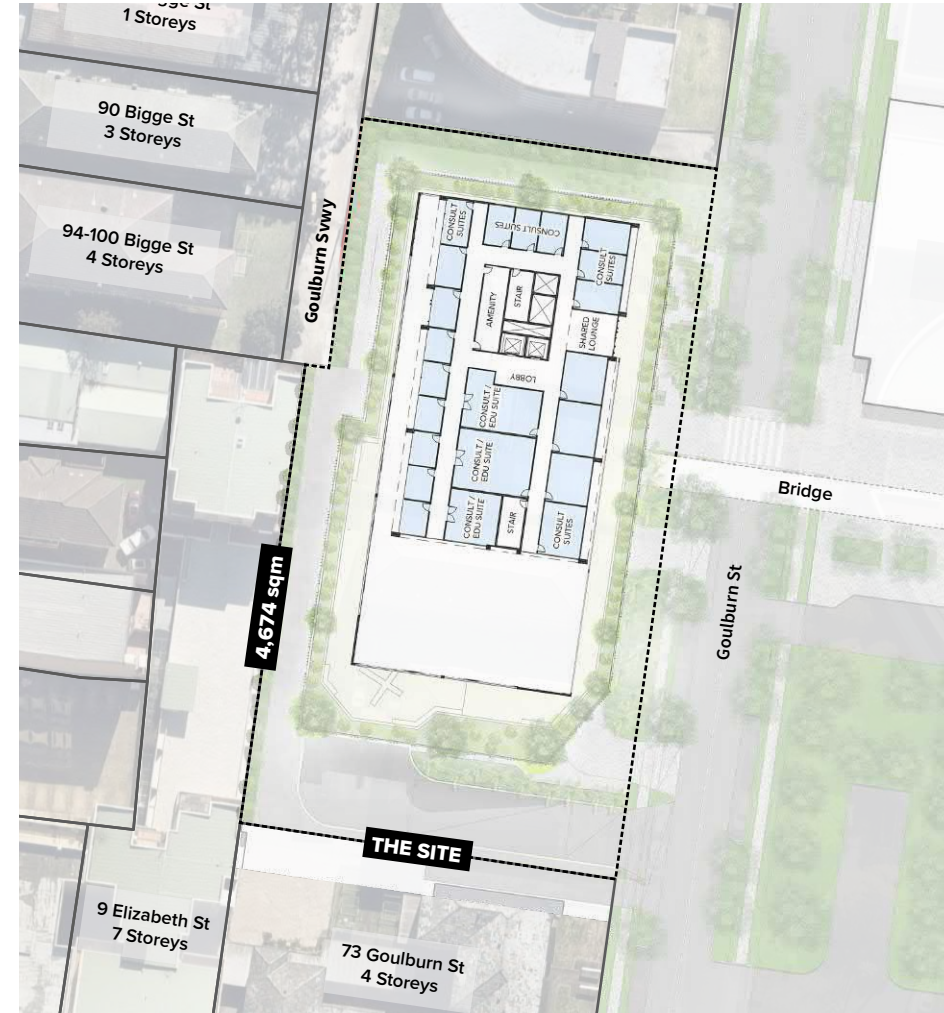 1 Storeys
90 Bigge St
3 Storeys
94-100 Bigge St
4 Storeys
Goulburn Svwy
CONSULT
SUITES
CONSULT SUITES
CONSULT SUITES
CONSULT
SUITES
AMENITY
STAIR
SHARED
LOUNGE
LOBBY
CONSULT /
EDU SUITE
CONSULT /
EDU SUITE
CONSULT /
EDU SUITE
STAIR
CONSULT
SUITES
Bridge
Goulburn St
4,674 sqm
THE SITE
9 Elizabeth St
7 Storeys
73 Goulburn St
4 Storeys